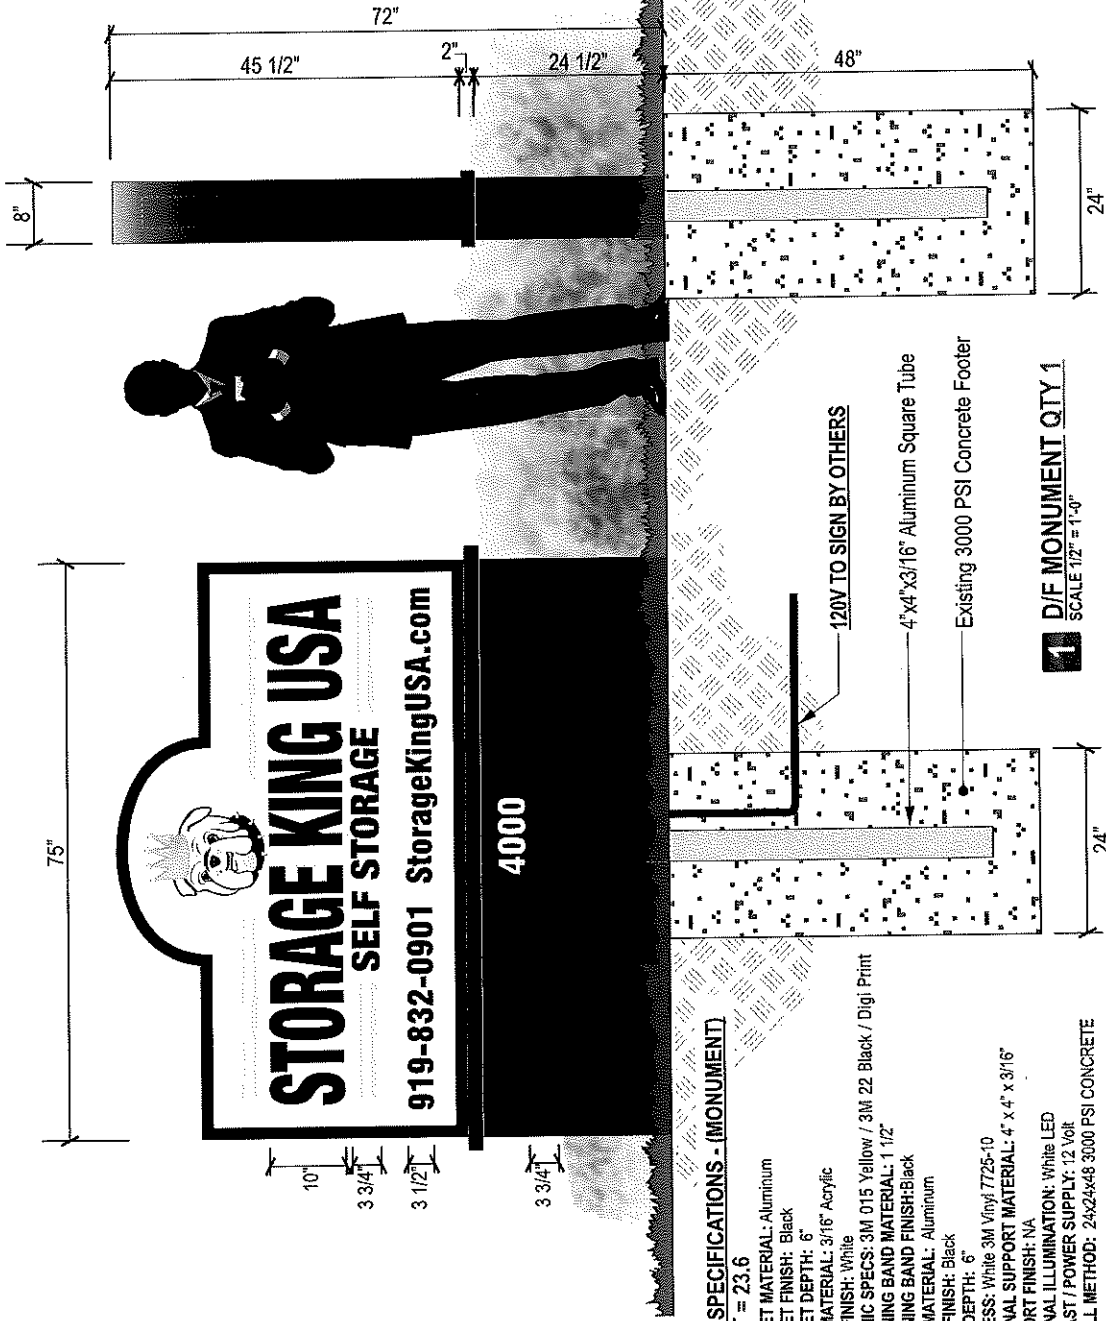 72"
45 1/2"
2"
24 1/2"
48"
8"
24"
75"
STORAGE KING USA
SELF STORAGE
919-832-0901 StorageKingUSA.com
4000
10"
3 3/4"
3 1/2"
3 3/4"
120V TO SIGN BY OTHERS
4"x4"x3/16" Aluminum Square Tube
Existing 3000 PSI Concrete Footer
24"
1 D/F MONUMENT QTY 1
SCALE 1/2" = 1'-0"
SPECIFICATIONS - (MONUMENT)
= 23.6
ET MATERIAL: Aluminum
ET FINISH: Black
ET DEPTH: 6"
MATERIAL: 3/16" Acrylic
FINISH: White
IC SPECS: 3M 015 Yellow / 3M 22 Black / Digi Print
NING BAND MATERIAL: 1 1/2"
NING BAND FINISH:Black
MATERIAL: Aluminum
FINISH: Black
DEPTH: 6"
ESS: White 3M Vinyl 7725-10
NAL SUPPORT MATERIAL: 4" x 4" x 3/16"
ORT FINISH: NA
NAL ILLUMINATION: White LED
AST / POWER SUPPLY: 12 Volt
LL METHOD: 24x24x48 3000 PSI CONCRETE